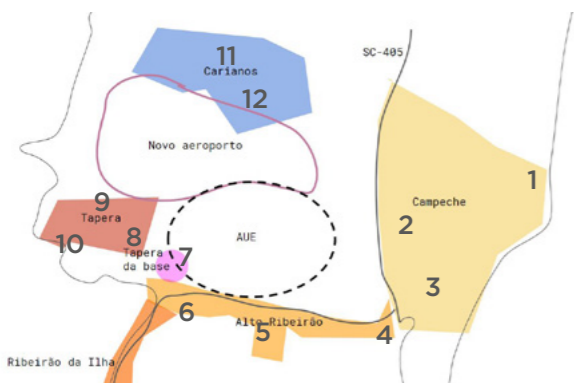 11
SC-405
Carianos
12
Novo aeroporto
1
9
Campeche
Tapera
2
8
AUE
10
Tapera
da base
7
3
6
Alto Ribeirão
5
4
Ribeirão da Ilha